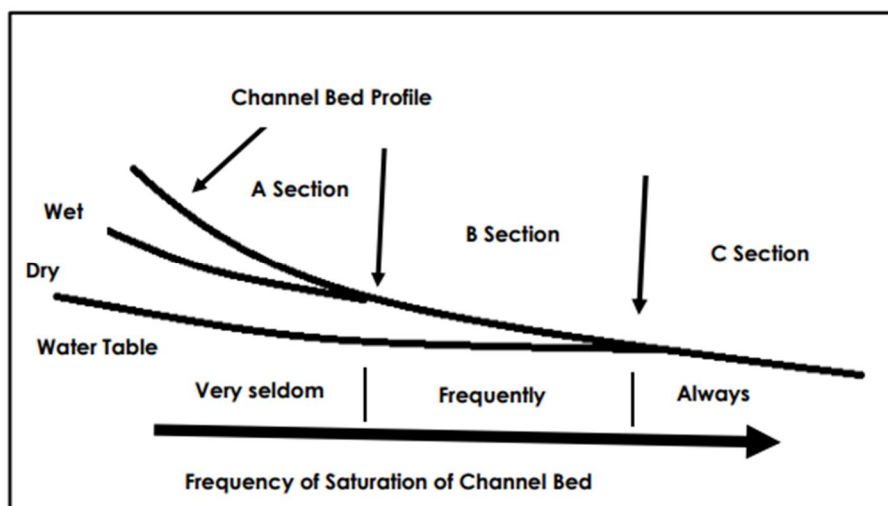 Channel Bed Profile
A Section
Wet
B Section
C Section
Dry
Water Table
Very seldom
Frequently
Always
Frequency of Saturation of Channel Bed